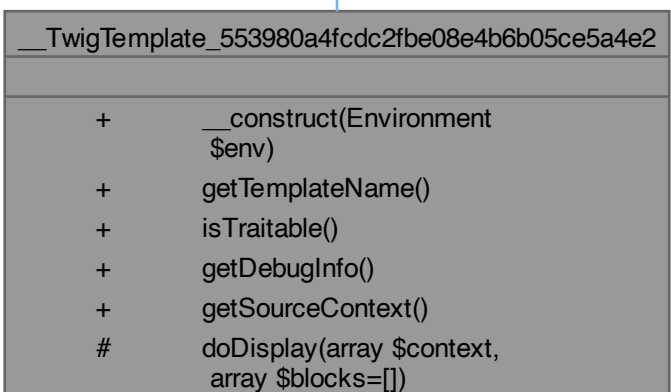 __TwigTemplate_553980a4fcdc2fbe08e4b6b05ce5a4e2
+ __construct(Environment
$env)
+ getTemplateName()
+ isTraitable()
+ getDebugInfo()
+ getSourceContext()
# doDisplay(array $context,
array $blocks=[])